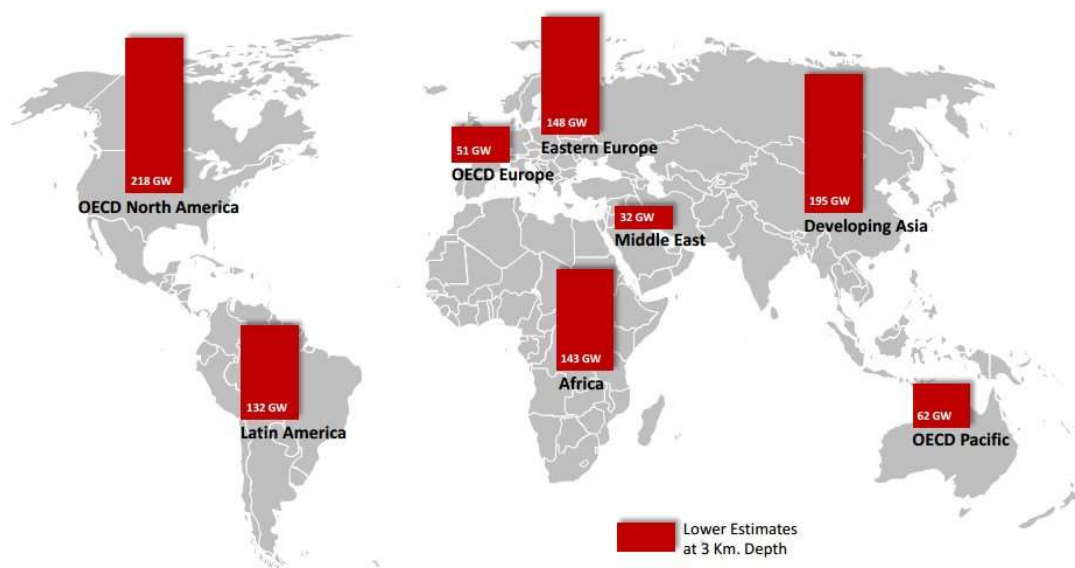 148 GW
Eastern Europe
51 GW
OECD Europe
218 GW
OECD North America
195 GW
Developing Asia
32 GW
Middle East
143 GW
Africa
132 GW
Latin America
62 GW
OECD Pacific
Lower Estimates
at 3 Km. Depth